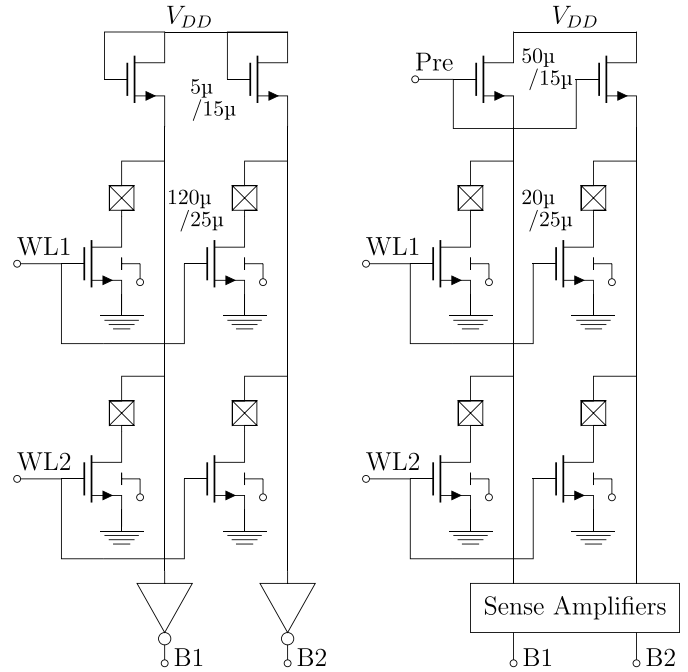 V_DD
5µ
/15µ
120µ
/25µ
WL1
WL2
B1
B2
V_DD
Pre
50µ
/15µ
20µ
/25µ
WL1
WL2
Sense Amplifiers
B1
B2